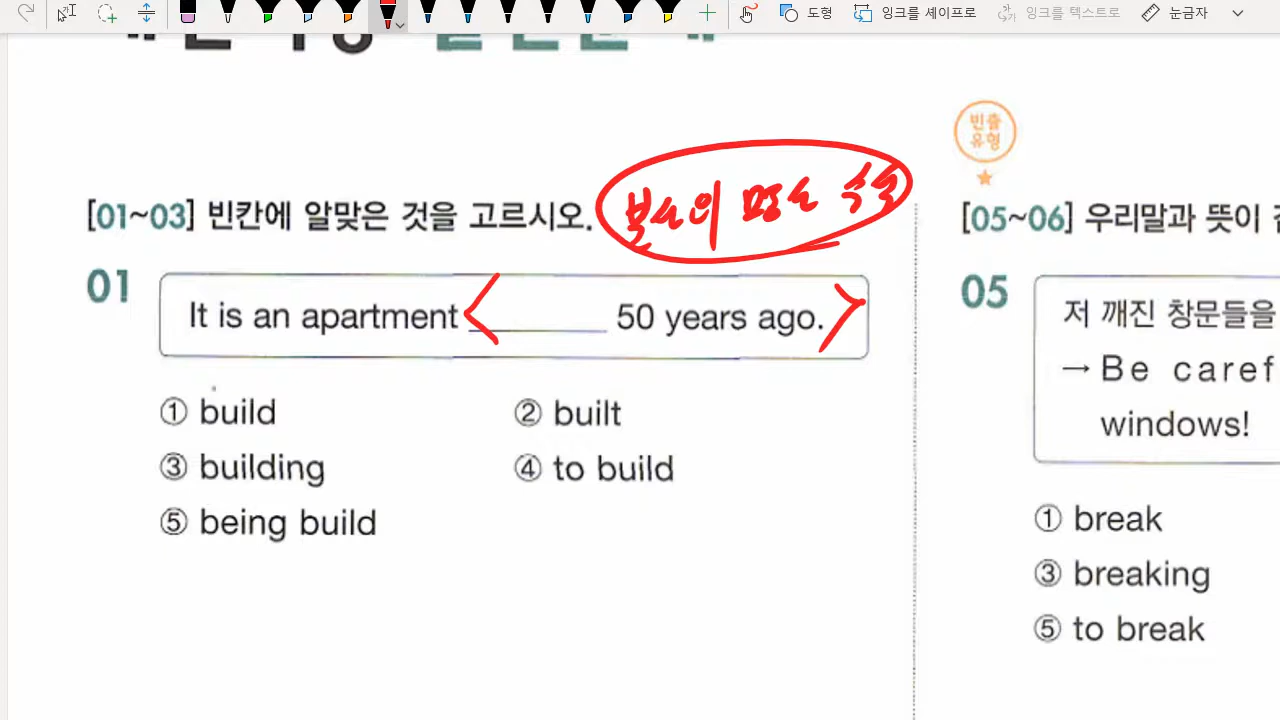 도형
잉크를 셰이프로
잉크를 텍스트로
눈금자
[01~03] 빈칸에 알맞은 것을 고르시오.
분사의 명사 수식
01
It is an apartment ________ 50 years ago.
① build
② built
③ building
④ to build
⑤ being build
빈출
유형
[05~06] 우리말과 뜻이
05
저 깨진 창문들을
→ Be caref
windows!
① break
③ breaking
⑤ to break